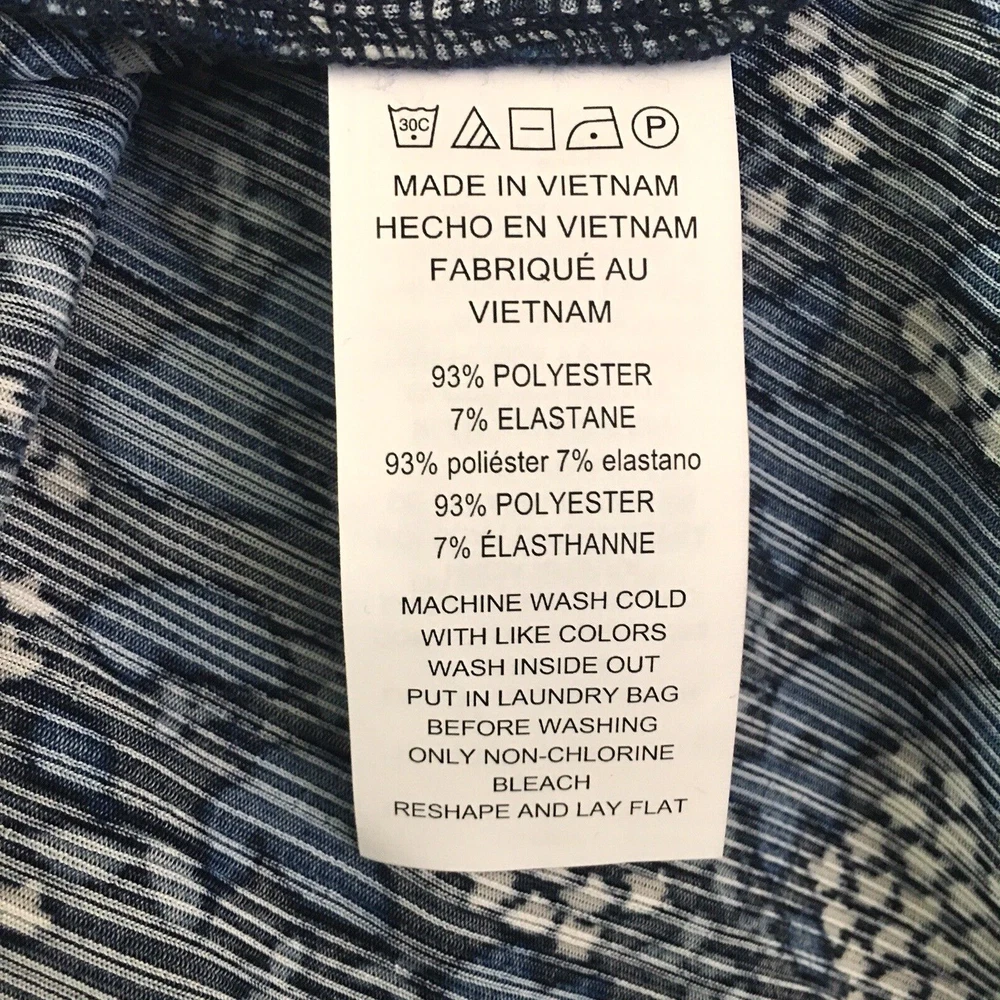 30C P
MADE IN VIETNAM
HECHO EN VIETNAM
FABRIQUÉ AU
VIETNAM
93% POLYESTER
7% ELASTANE
93% poliéster 7% elastano
93% POLYESTER
7% ÉLASTHANNE
MACHINE WASH COLD
WITH LIKE COLORS
WASH INSIDE OUT
PUT IN LAUNDRY BAG
BEFORE WASHING
ONLY NON-CHLORINE
BLEACH
RESHAPE AND LAY FLAT